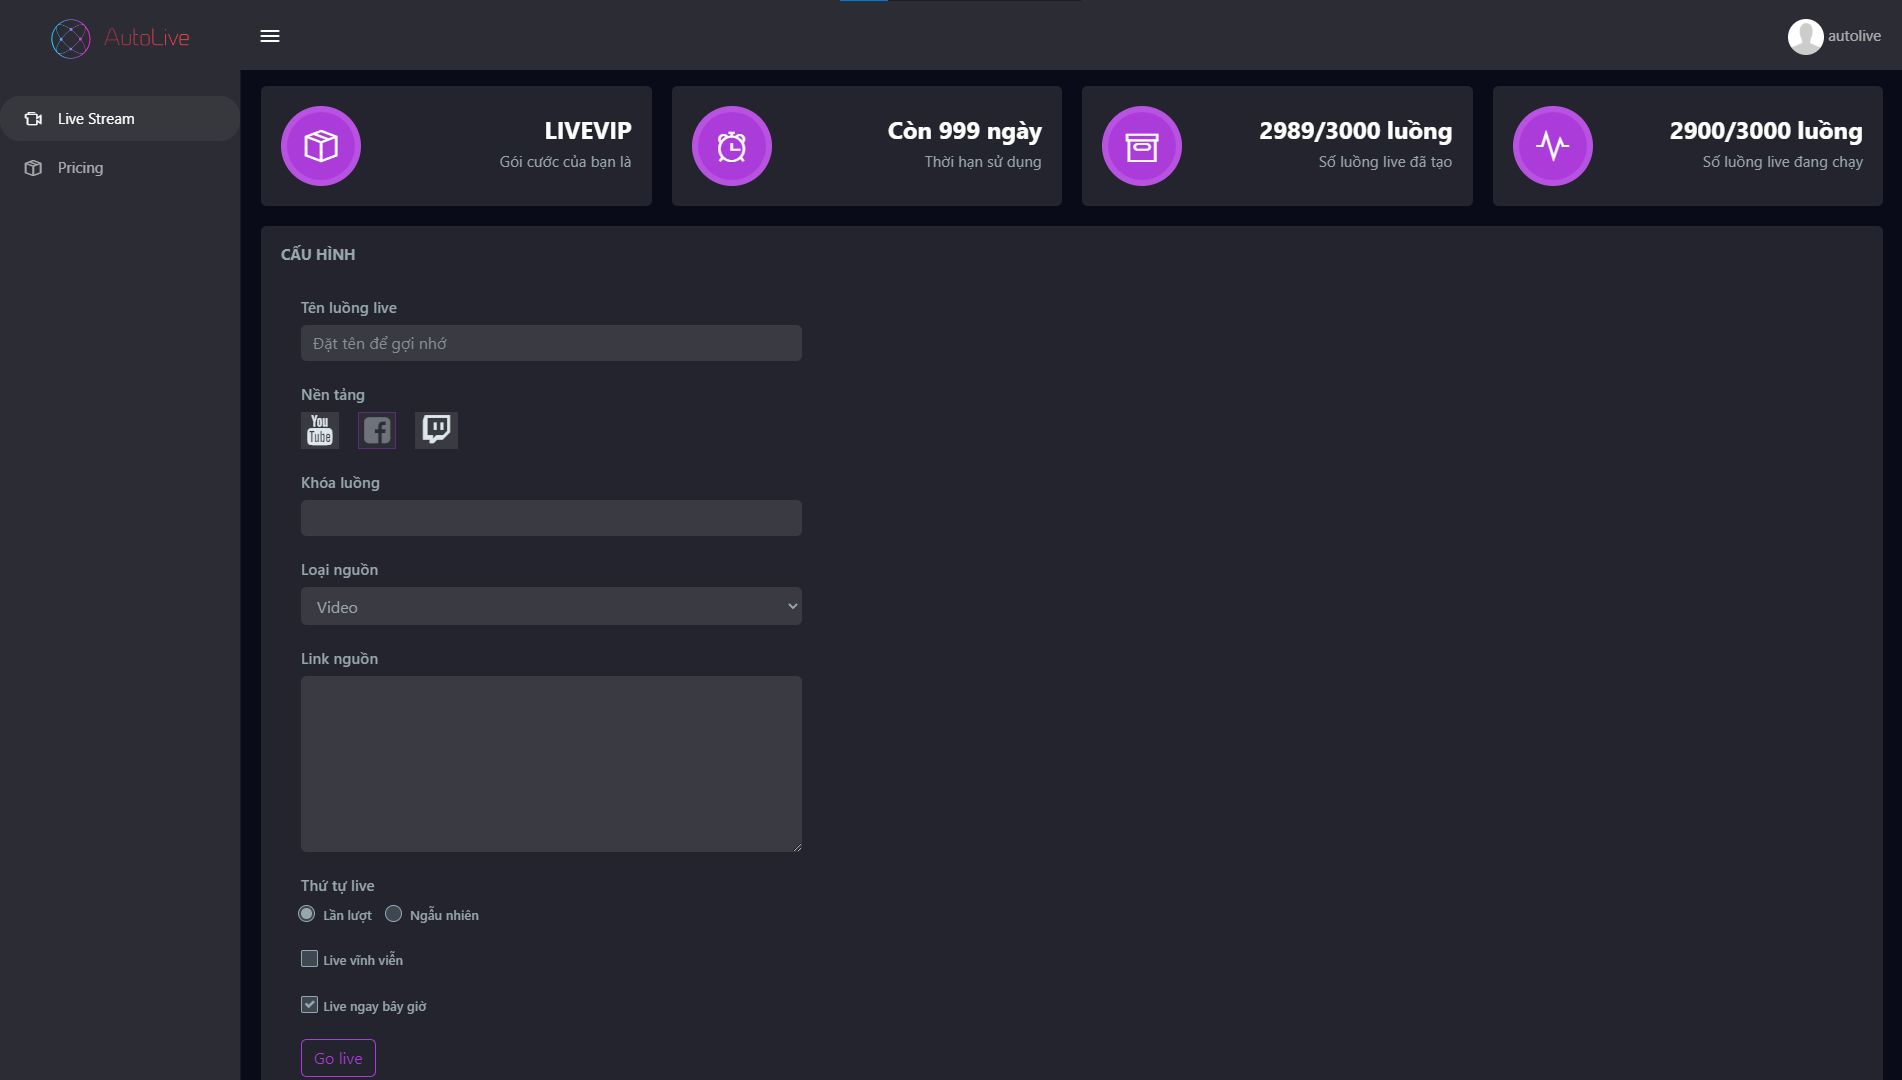 AutoLive
autolive
Live Stream
Pricing
LIVEVIP
Gói cước của bạn là
Còn 999 ngày
Thời hạn sử dụng
2989/3000 luồng
Số luồng live đã tạo
2900/3000 luồng
Số luồng live đang chạy
CẤU HÌNH
Tên luồng live
Đặt tên để gợi nhớ
Nền tảng
You
Tube
Khóa luồng
Loại nguồn
Video
Link nguồn
Thứ tự live
Lần lượt Ngẫu nhiên
Live vĩnh viễn
Live ngay bây giờ
Go live